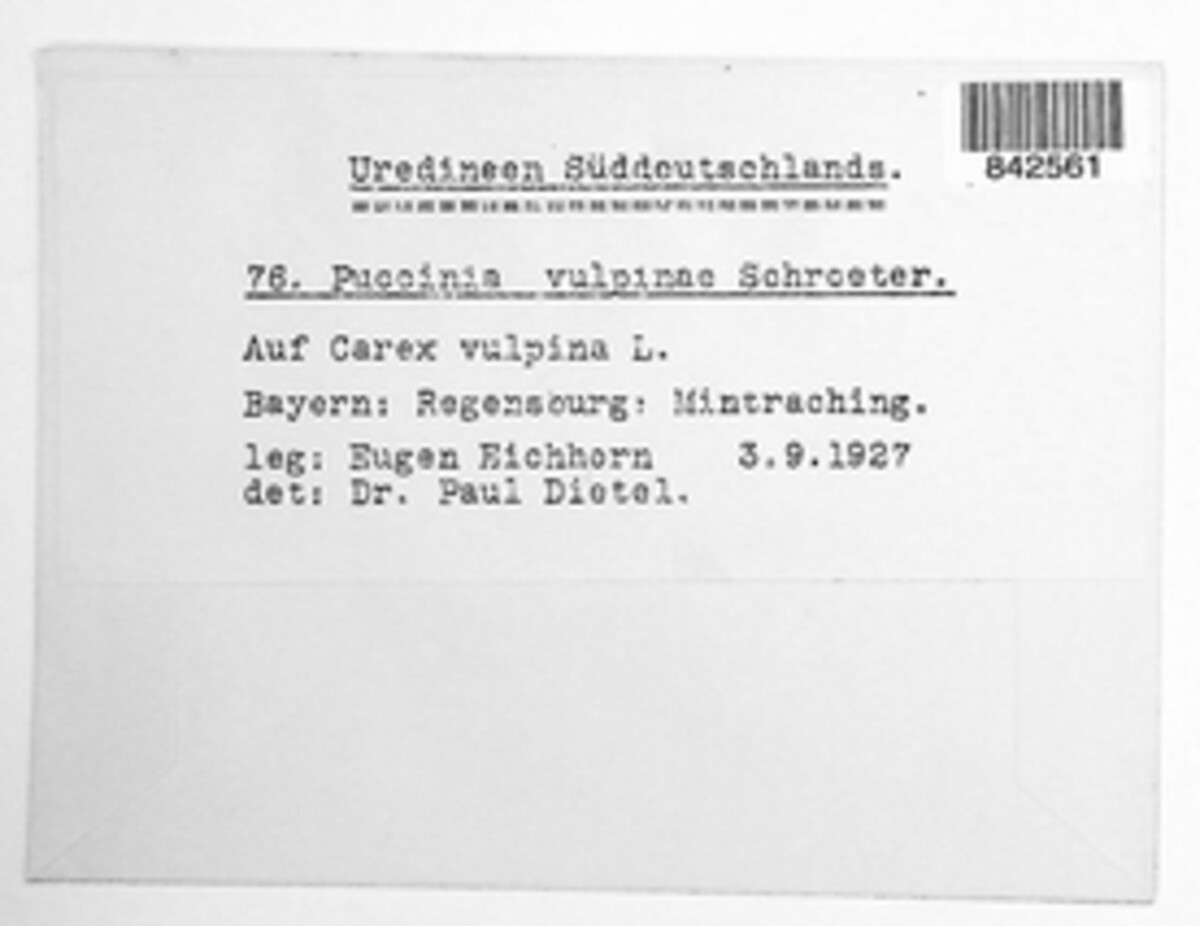 842561
Uredineen Süddeutschlands.
76. Puccinia vulpinae Schroeter.
Auf Carex vulpina L.
Bayern: Regensburg: Mintraching.
leg: Eugen Eichhorn 3.9.1927
det: Dr. Paul Dietel.